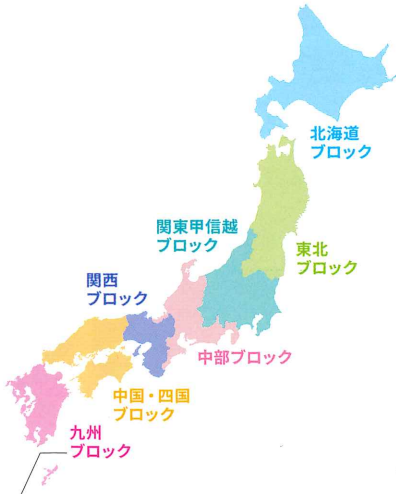 北海道
ブロック
関東甲信越
ブロック
東北
ブロック
関西
ブロック
中部ブロック
中国・四国
ブロック
九州
ブロック